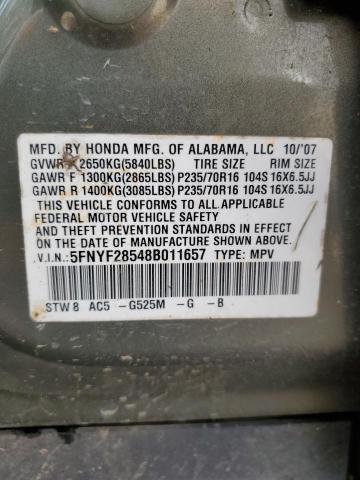 MFD. BY HONDA MFG. OF ALABAMA, LLC 10/'07
GVWR 2650KG(5840LBS) TIRE SIZE RIM SIZE
GAWR F 1300KG(2865LBS) P235/70R16 104S 16X6.5JJ
GAWR R 1400KG(3085LBS) P235/70R16 104S 16X6.5JJ
THIS VEHICLE CONFORMS TO ALL APPLICABLE
FEDERAL MOTOR VEHICLE SAFETY
AND THEFT PREVENTION STANDARDS IN EFFECT ON
THE DATE OF MANUFACTURE SHOWN ABOVE.
V.I.N.: 5FNYF28548B011657 TYPE: MPV
STW8 AC5 -G525M -G -B